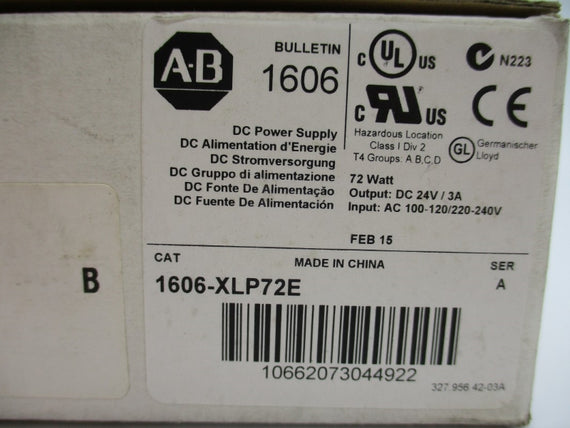 A-B
BULLETIN
1606
C UL US
N223
C RU US
CE
Hazardous Location
Class I Div 2
T4 Groups: A,B,C,D
GL Germanischer
Lloyd
DC Power Supply
DC Alimentation d'Energie
DC Stromversorgung
DC Gruppo di alimentazione
DC Fonte De Alimentação
DC Fuente De Alimentación
72 Watt
Output: DC 24V / 3A
Input: AC 100-120/220-240V
FEB 15
CAT
MADE IN CHINA
SER
1606-XLP72E
A
B
10662073044922
327.956.42-03A